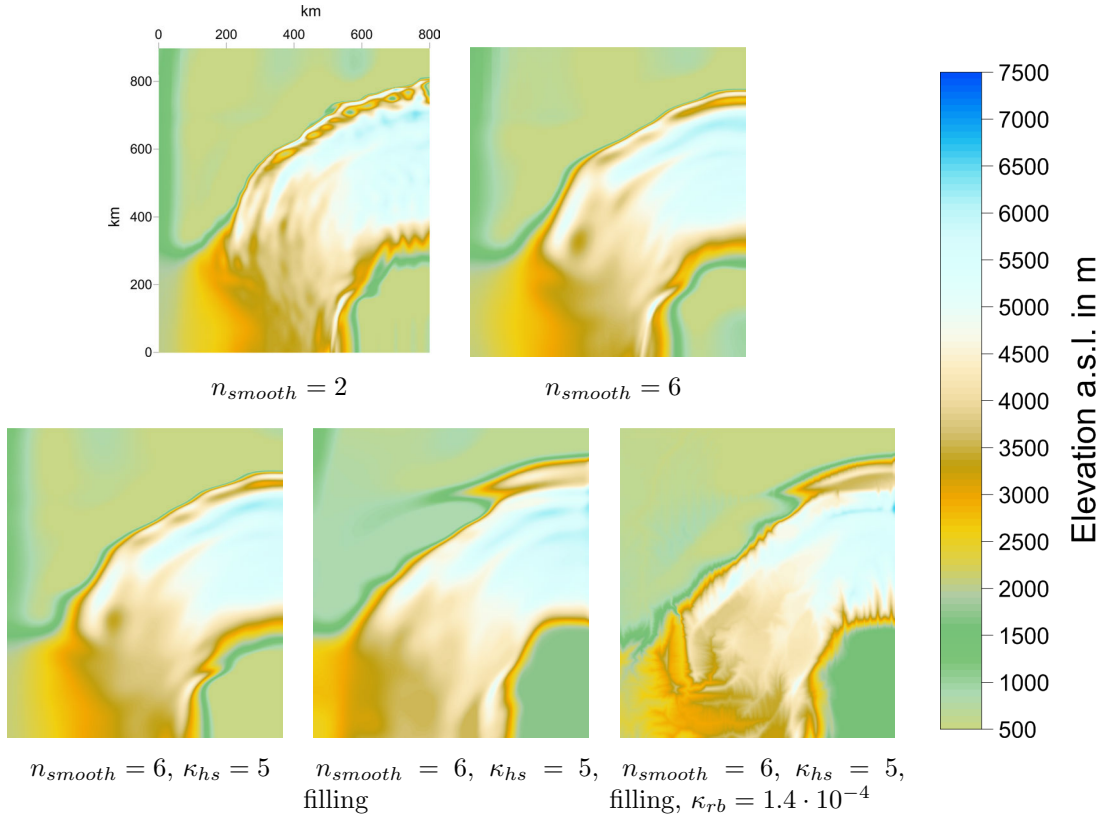 km
0 200 400 600 800
km
800
600
400
200
0
n_smooth = 2
n_smooth = 6
n_smooth = 6, κ_hs = 5
n_smooth = 6, κ_hs = 5,
filling
n_smooth = 6, κ_hs = 5,
filling, κ_rb = 1.4 · 10⁻⁴
7500
7000
6500
6000
5500
5000
4500
4000
3500
3000
2500
2000
1500
1000
500
Elevation a.s.l. in m